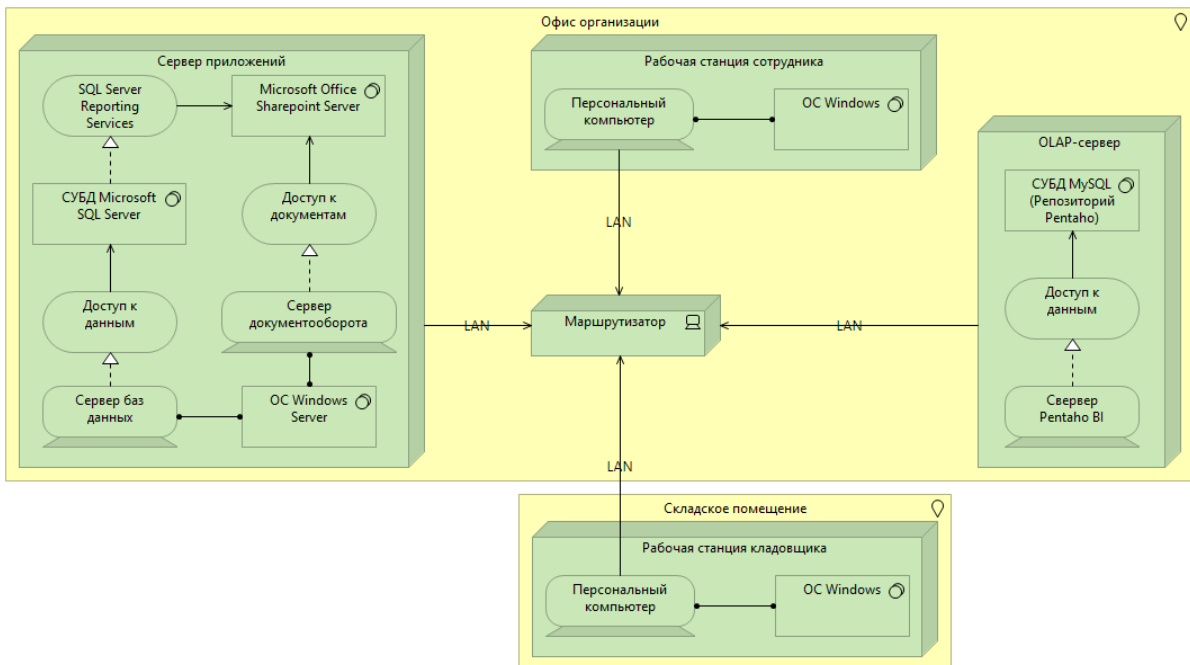 Офис организации
Сервер приложений
SQL Server
Reporting
Services
Microsoft Office
Sharepoint Server
СУБД Microsoft
SQL Server
Доступ к
документам
Доступ к
данным
Сервер
документооборота
Сервер баз
данных
ОС Windows
Server
Рабочая станция сотрудника
Персональный
компьютер
ОС Windows
LAN
LAN
Маршрутизатор
LAN
LAN
OLAP-сервер
СУБД MySQL
(Репозиторий
Pentaho)
Доступ к
данным
Свервер
Pentaho BI
Складское помещение
Рабочая станция кладовщика
Персональный
компьютер
ОС Windows